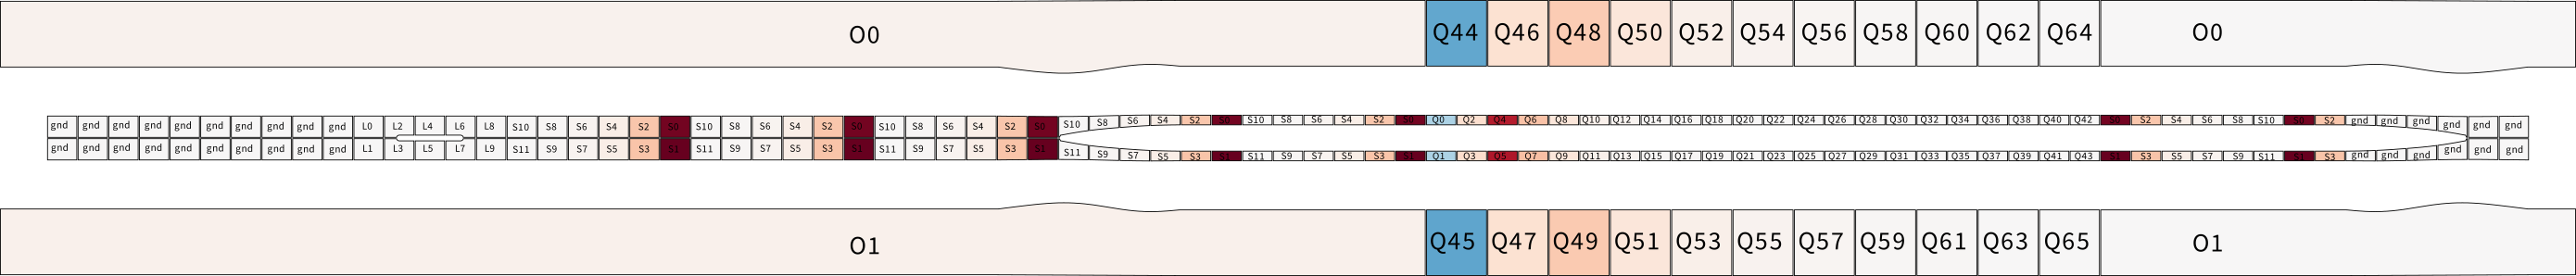 O0 Q44 Q46 Q48 Q50 Q52 Q54 Q56 Q58 Q60 Q62 Q64 O0
gnd gnd gnd gnd gnd gnd gnd gnd gnd gnd L0 L2 L4 L6 L8 S10 S8 S6 S4 S2 S0 S10 S8 S6 S4 S2 S0 S10 S8 S6 S4 S2 S0 S10 S8 S6 S4 S2 S0 S10 S8 S6 S4 S2 S0 Q0 Q2 Q4 Q6 Q8 Q10 Q12 Q14 Q16 Q18 Q20 Q22 Q24 Q26 Q28 Q30 Q32 Q34 Q36 Q38 Q40 Q42 S0 S2 S4 S6 S8 S10 S0 S2 gnd gnd gnd gnd gnd gnd
gnd gnd gnd gnd gnd gnd gnd gnd gnd gnd L1 L3 L5 L7 L9 S11 S9 S7 S5 S3 S1 S11 S9 S7 S5 S3 S1 S11 S9 S7 S5 S3 S1 S11 S9 S7 S5 S3 S1 S11 S9 S7 S5 S3 S1 Q1 Q3 Q5 Q7 Q9 Q11 Q13 Q15 Q17 Q19 Q21 Q23 Q25 Q27 Q29 Q31 Q33 Q35 Q37 Q39 Q41 Q43 S1 S3 S5 S7 S9 S11 S1 S3 gnd gnd gnd gnd gnd gnd
O1 Q45 Q47 Q49 Q51 Q53 Q55 Q57 Q59 Q61 Q63 Q65 O1